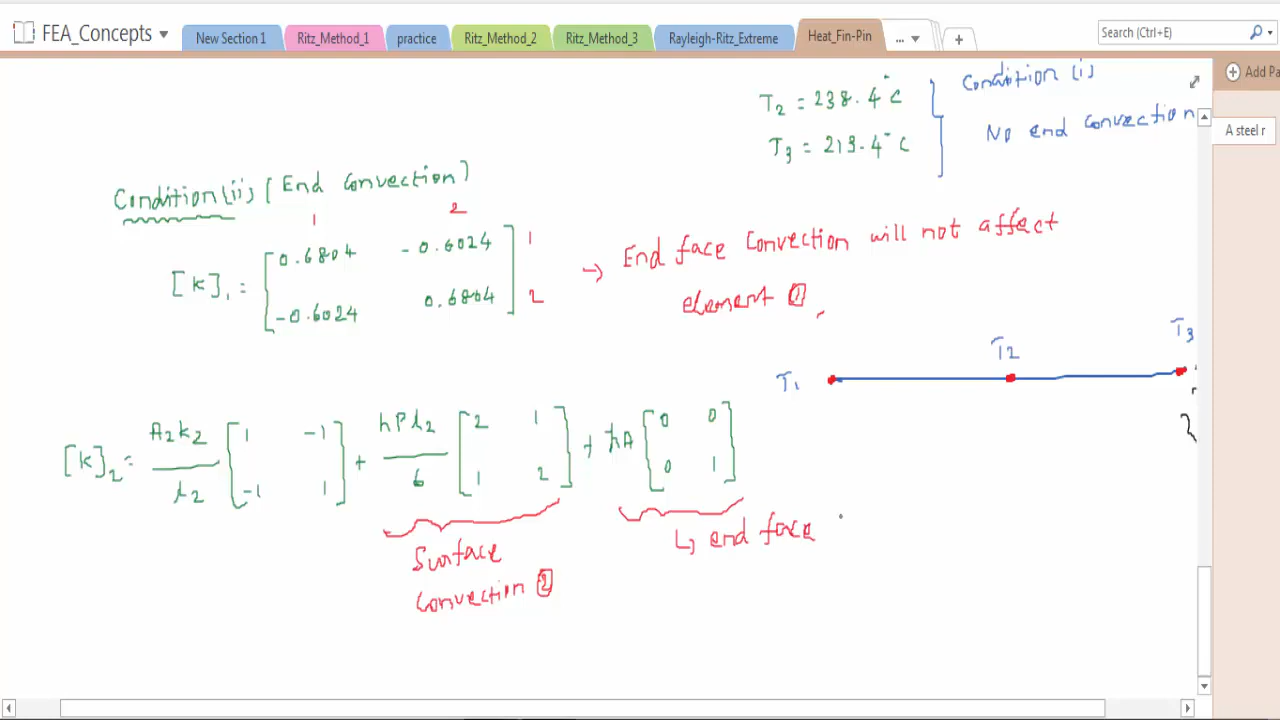 FEA_Concepts
New Section 1
Ritz_Method_1
practice
Ritz_Method_2
Ritz_Method_3
Rayleigh-Ritz_Extreme
Heat_Fin-Pin
...
Search (Ctrl+E)
Add Pa
A steel r
T2 = 238.4°C
T3 = 219.4°C
Condition (i)
No end convection
Condition (ii) (End Convection)
1 2
[K]1 = [0.6804 -0.6024] 1
[-0.6024 0.6804] 2
→ End face Convection will not affect
element 1,
T1 T2 T3
[K]2 = A2k2/l2 [1 -1; -1 1] + hPl2/6 [2 1; 1 2] + hA [0 0; 0 1]
Surface
Convection 2
↳ end face